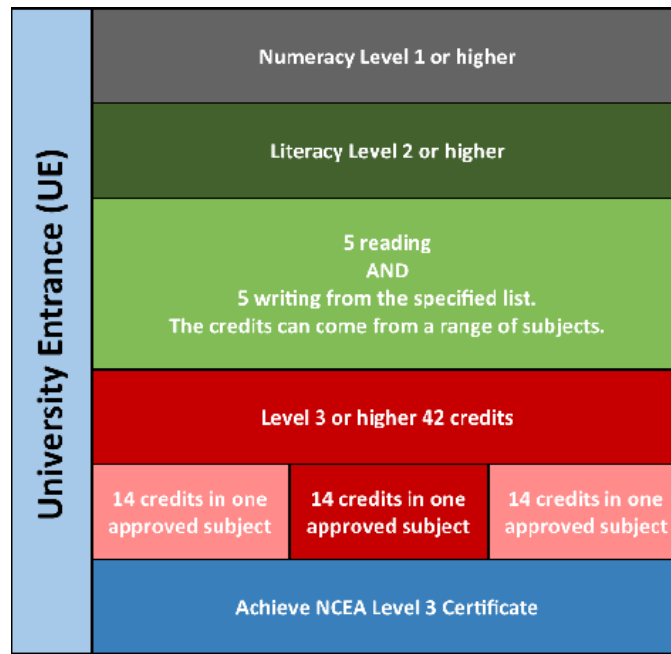 University Entrance (UE)
Numeracy Level 1 or higher
Literacy Level 2 or higher
5 reading
AND
5 writing from the specified list.
The credits can come from a range of subjects.
Level 3 or higher 42 credits
14 credits in one
approved subject
14 credits in one
approved subject
14 credits in one
approved subject
Achieve NCEA Level 3 Certificate